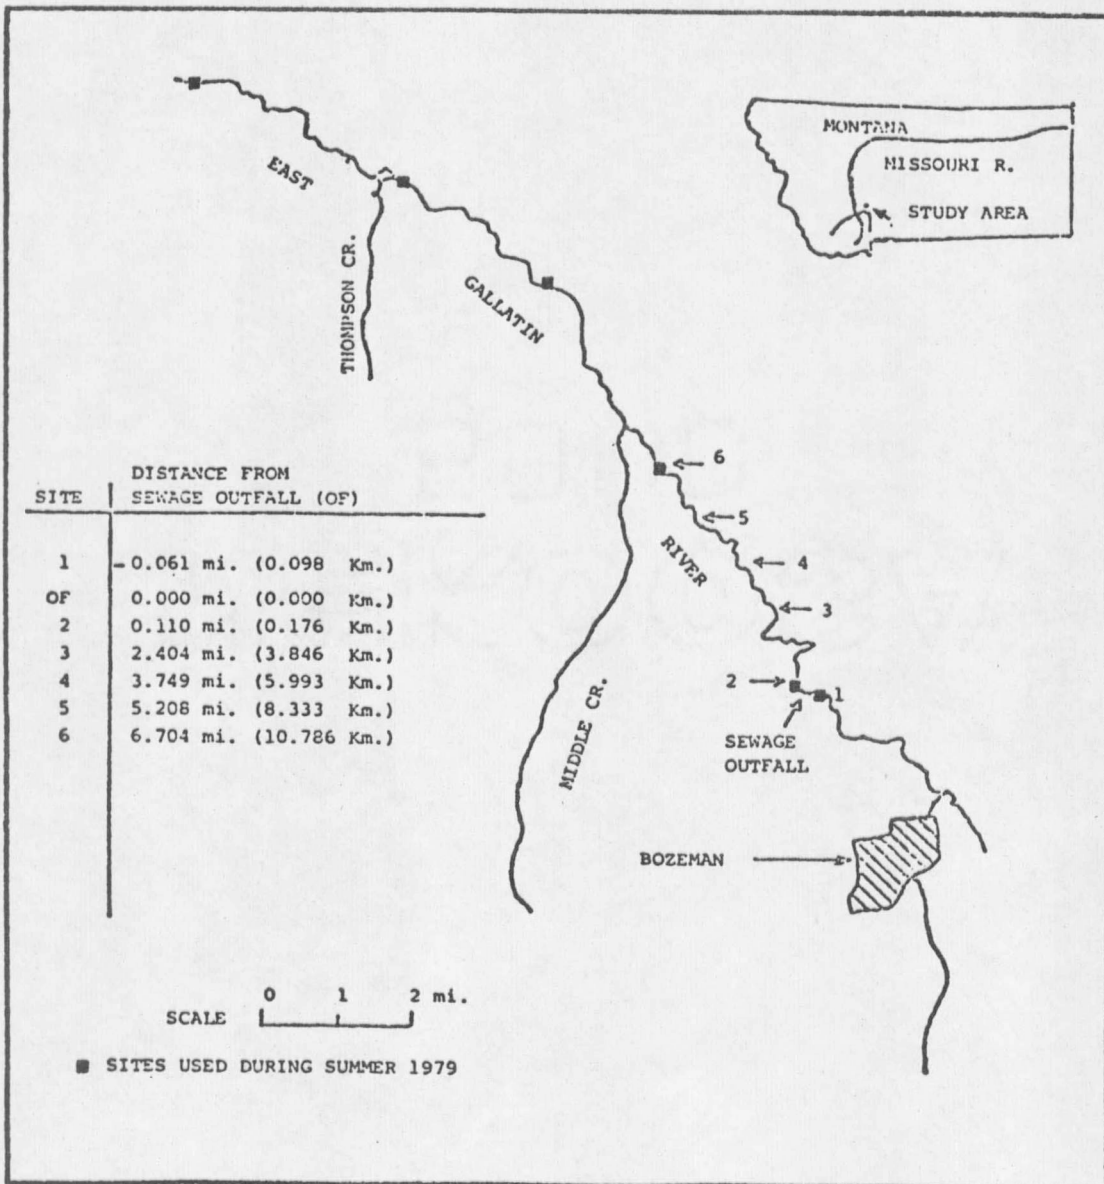 MONTANA
MISSOURI R.
STUDY AREA
EAST
GALLATIN
RIVER
THOMPSON CR.
MIDDLE CR.
6
5
4
3
2
1
SEWAGE
OUTFALL
BOZEMAN
DISTANCE FROM
SITE SEWAGE OUTFALL (OF)
1 -0.061 mi. (0.098 Km.)
OF 0.000 mi. (0.000 Km.)
2 0.110 mi. (0.176 Km.)
3 2.404 mi. (3.846 Km.)
4 3.749 mi. (5.993 Km.)
5 5.208 mi. (8.333 Km.)
6 6.704 mi. (10.786 Km.)
0 1 2 mi.
SCALE
■ SITES USED DURING SUMMER 1979